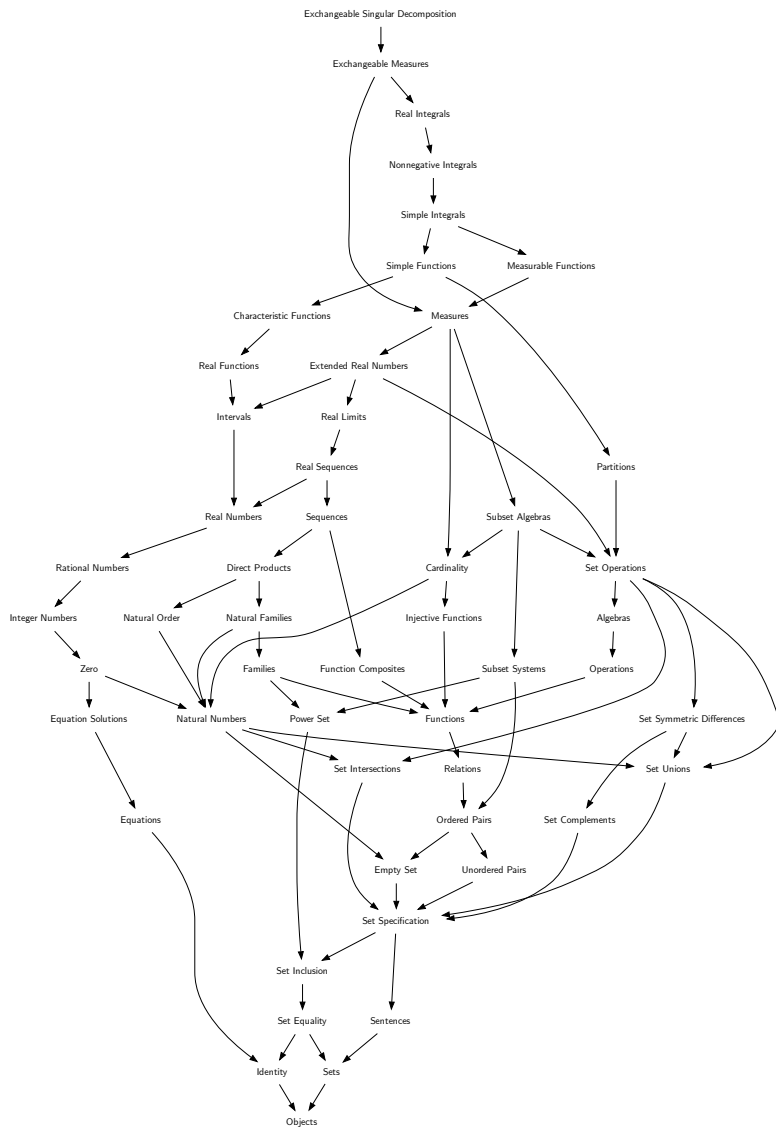 Exchangeable Singular Decomposition
Exchangeable Measures
Real Integrals
Nonnegative Integrals
Simple Integrals
Simple Functions
Measurable Functions
Characteristic Functions
Measures
Real Functions
Extended Real Numbers
Intervals
Real Limits
Real Sequences
Partitions
Real Numbers
Sequences
Subset Algebras
Rational Numbers
Direct Products
Cardinality
Set Operations
Integer Numbers
Natural Order
Natural Families
Injective Functions
Algebras
Zero
Families
Function Composites
Subset Systems
Operations
Equation Solutions
Natural Numbers
Power Set
Functions
Set Symmetric Differences
Set Intersections
Relations
Set Unions
Equations
Ordered Pairs
Set Complements
Empty Set
Unordered Pairs
Set Specification
Set Inclusion
Set Equality
Sentences
Identity
Sets
Objects